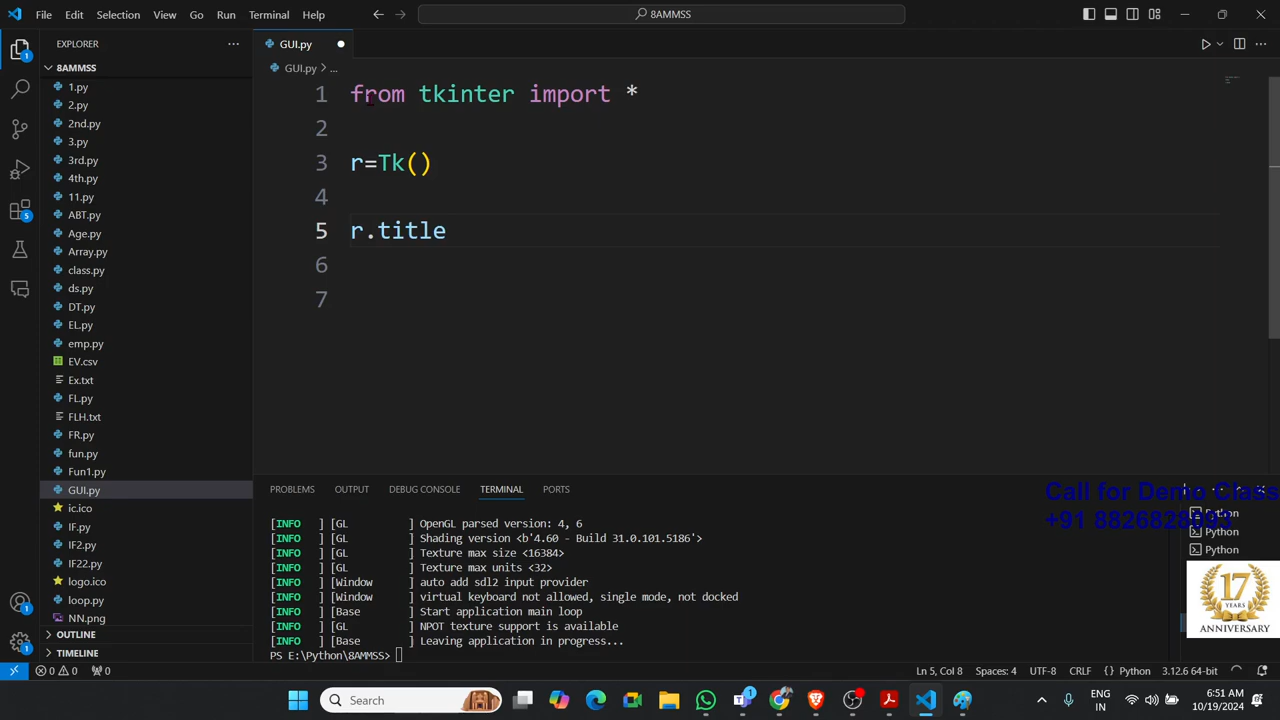 File Edit Selection View Go Run Terminal Help
8AMMSS
EXPLORER
GUI.py
8AMMSS
GUI.py > ...
1.py
2.py
2nd.py
3.py
3rd.py
4th.py
11.py
ABT.py
Age.py
Array.py
class.py
ds.py
DT.py
EL.py
emp.py
EV.csv
Ex.txt
FL.py
FLH.txt
FR.py
fun.py
Fun1.py
GUI.py
ic.ico
IF.py
IF2.py
IF22.py
logo.ico
loop.py
NN.png
OUTLINE
TIMELINE
1 from tkinter import *
2
3 r=Tk()
4
5 r.title
6
7
PROBLEMS OUTPUT DEBUG CONSOLE TERMINAL PORTS
[INFO ] [GL ] OpenGL parsed version: 4, 6
[INFO ] [GL ] Shading version <b'4.60 - Build 31.0.101.5186'>
[INFO ] [GL ] Texture max size <16384>
[INFO ] [GL ] Texture max units <32>
[INFO ] [Window ] auto add sdl2 input provider
[INFO ] [Window ] virtual keyboard not allowed, single mode, not docked
[INFO ] [Base ] Start application main loop
[INFO ] [GL ] NPOT texture support is available
[INFO ] [Base ] Leaving application in progress...
PS E:\Python\8AMMSS>
Call for Demo Class
+91 8826828093
Python
Python
Python
17
YEARS
ANNIVERSARY
0 0 0 Ln 5, Col 8 Spaces: 4 UTF-8 CRLF {} Python 3.12.6 64-bit
Search
ENG
IN
6:51 AM
10/19/2024